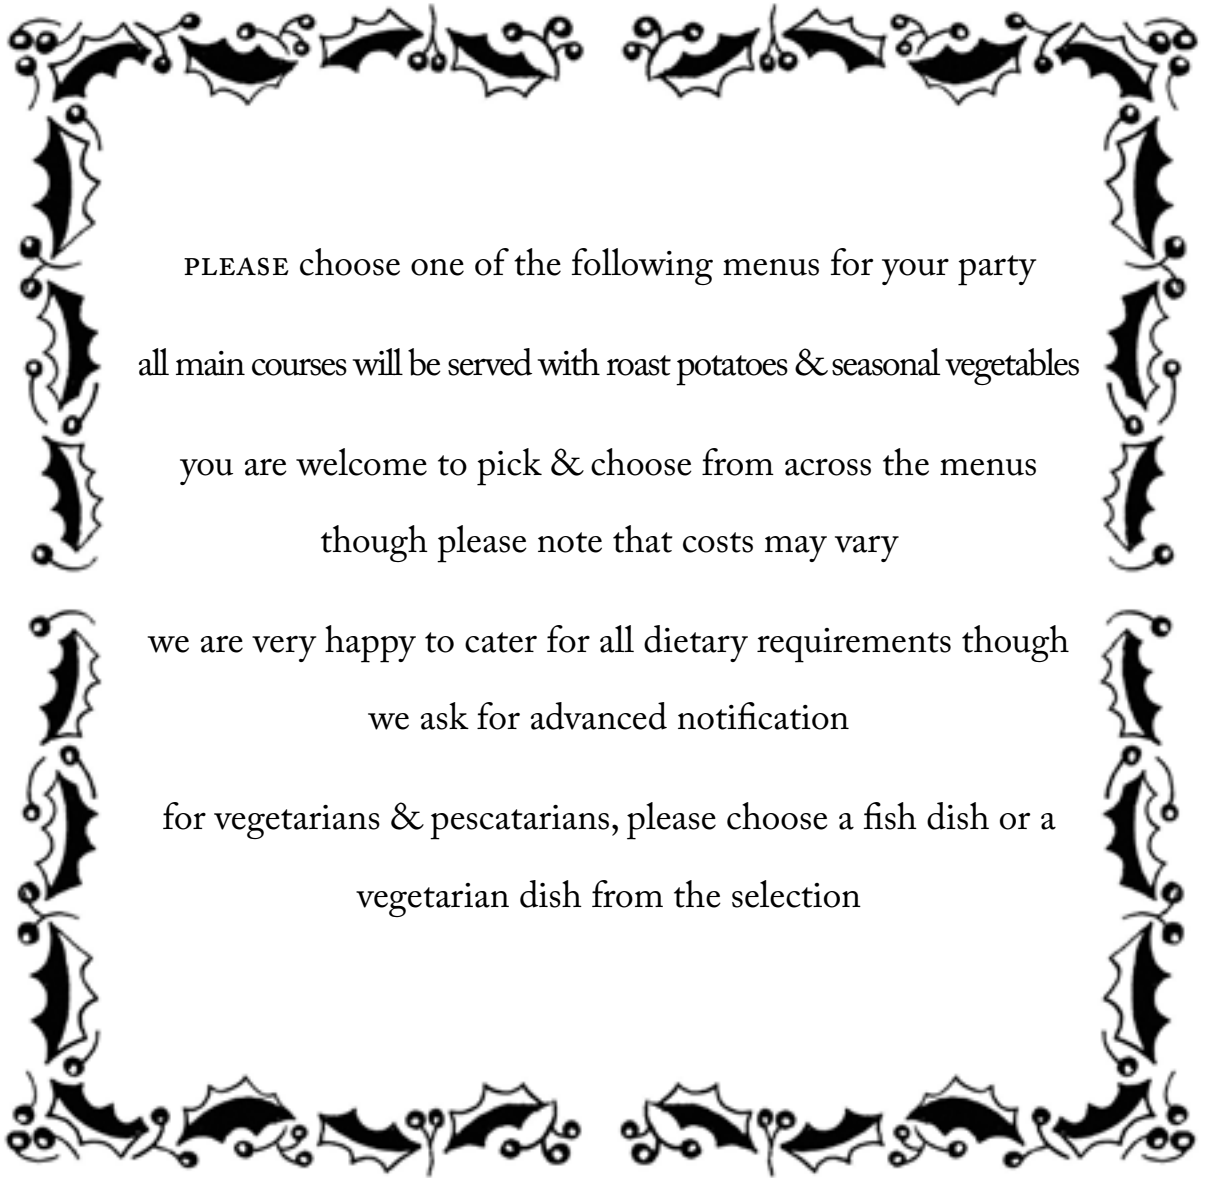 PLEASE choose one of the following menus for your party
all main courses will be served with roast potatoes & seasonal vegetables
you are welcome to pick & choose from across the menus
though please note that costs may vary
we are very happy to cater for all dietary requirements though
we ask for advanced notification
for vegetarians & pescatarians, please choose a fish dish or a
vegetarian dish from the selection